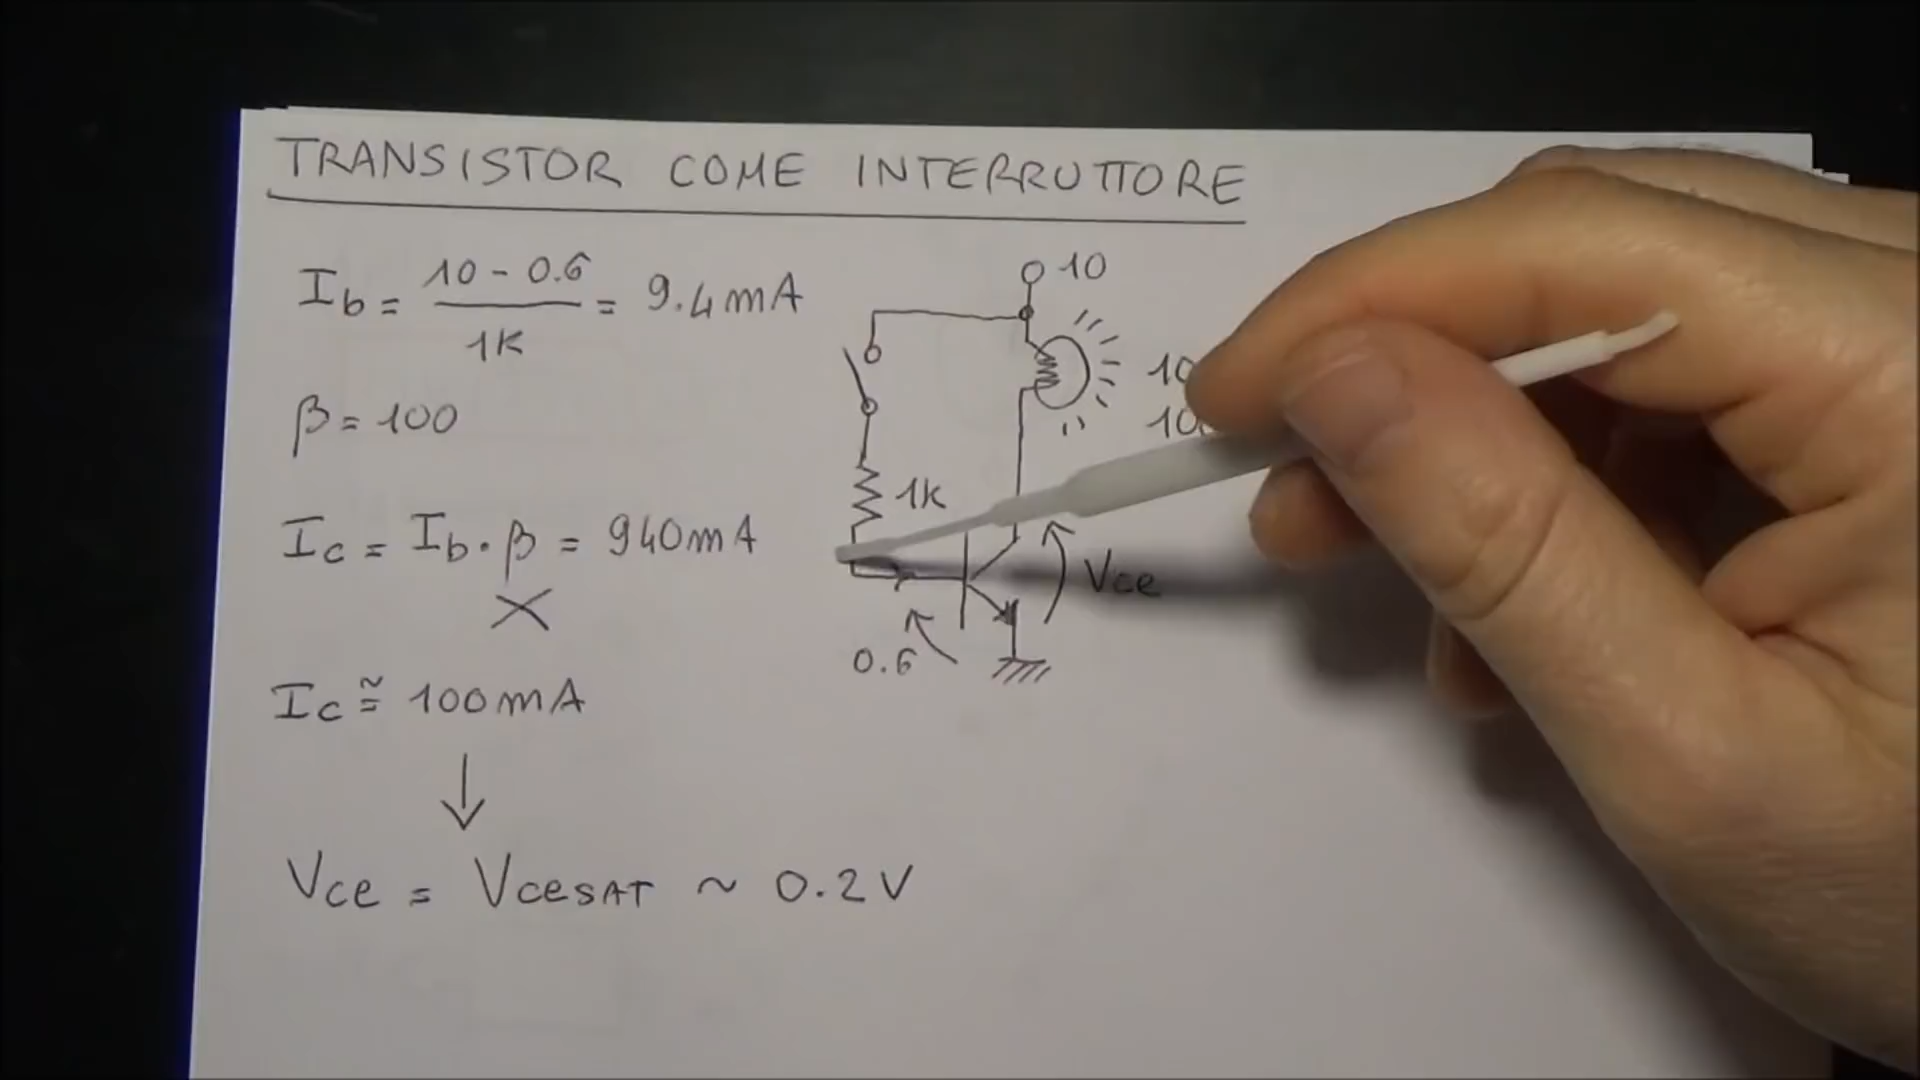 TRANSISTOR COME INTERRUTTORE
Ib = 10 - 0.6 / 1K = 9.4mA
β = 100
Ic = Ib · β = 940mA
X
Ic ≅ 100mA
↓
Vce = VceSAT ~ 0.2V
10
1K
Vce
0.6